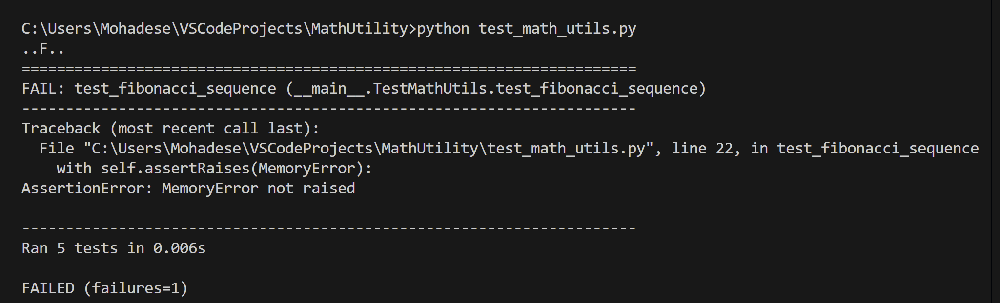 C:\Users\Mohadese\VSCodeProjects\MathUtility>python test_math_utils.py
..F..
======================================================================
FAIL: test_fibonacci_sequence (__main__.TestMathUtils.test_fibonacci_sequence)
----------------------------------------------------------------------
Traceback (most recent call last):
  File "C:\Users\Mohadese\VSCodeProjects\MathUtility\test_math_utils.py", line 22, in test_fibonacci_sequence
    with self.assertRaises(MemoryError):
AssertionError: MemoryError not raised

----------------------------------------------------------------------
Ran 5 tests in 0.006s

FAILED (failures=1)